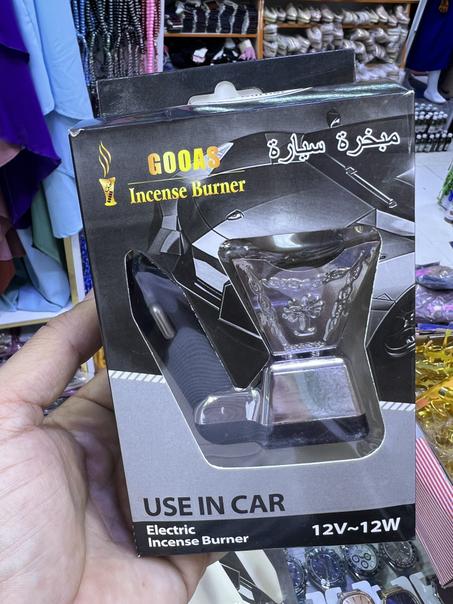 GOOAS
Incense Burner
مبخرة سيارة
USE IN CAR
Electric
Incense Burner
12V~12W